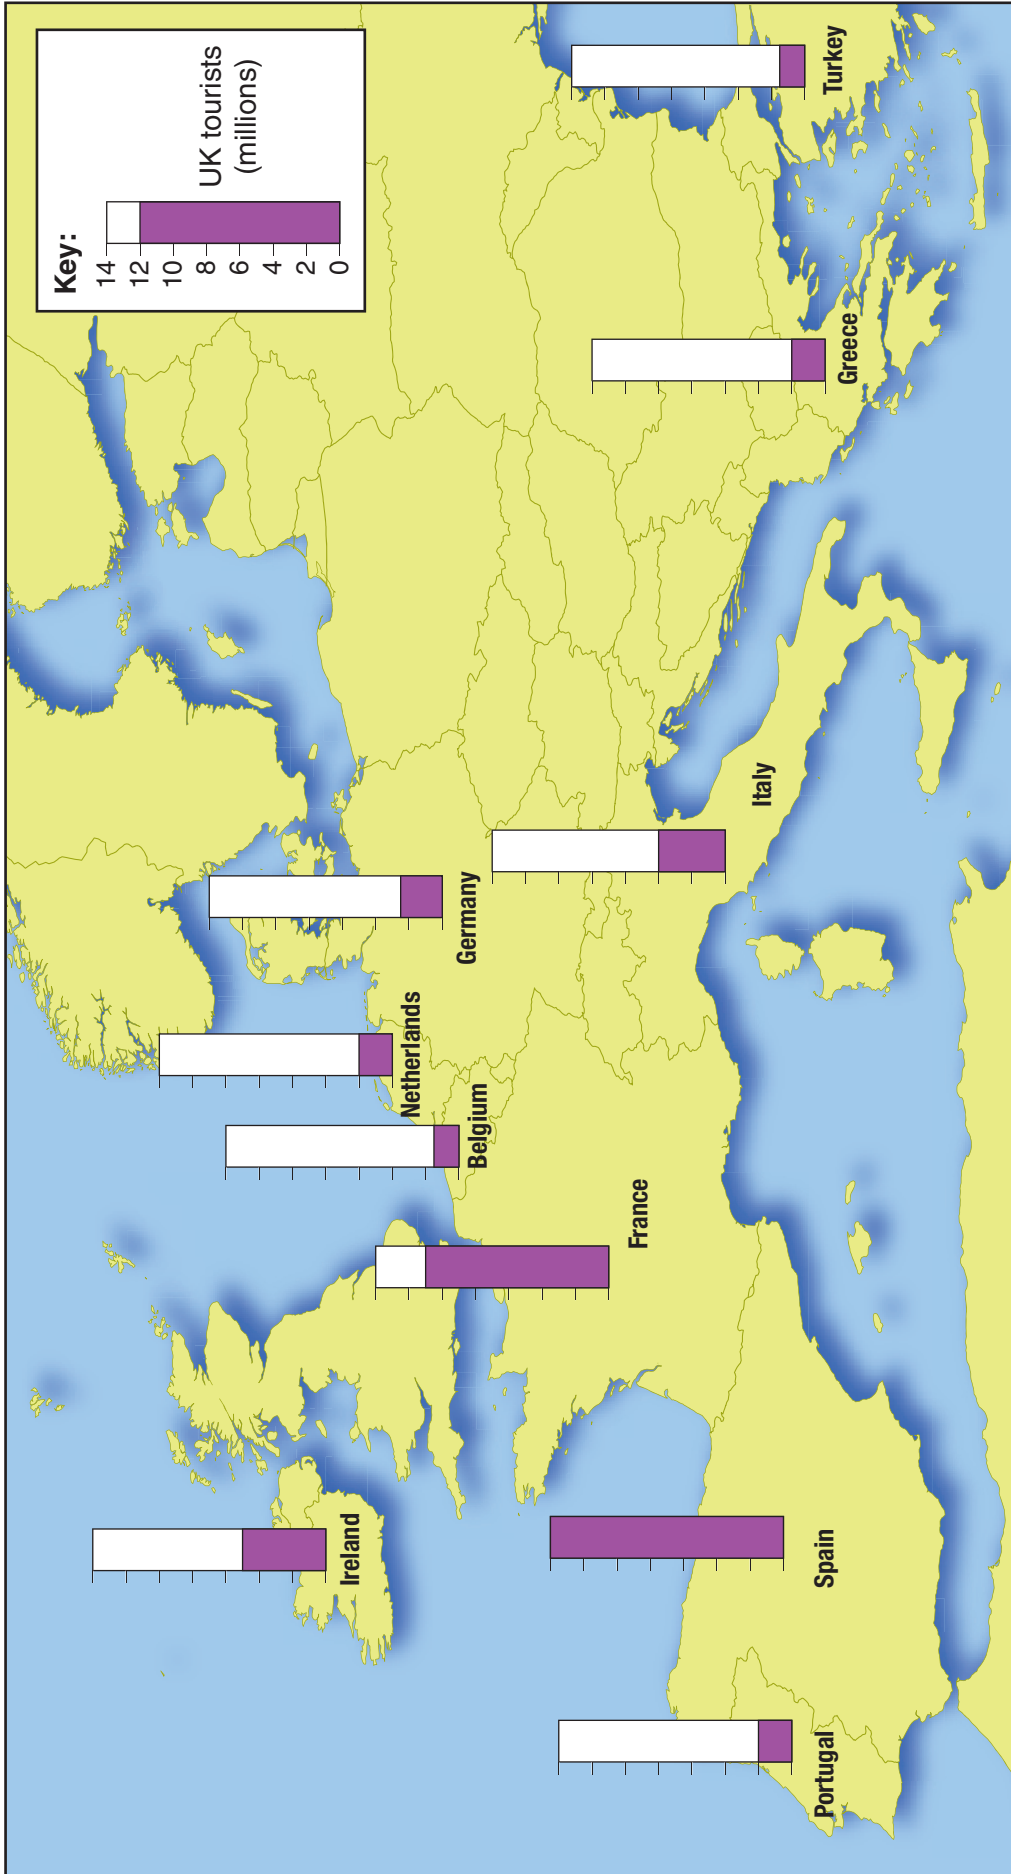 Key:
14
12
10
8
6
4
2
0
UK tourists
(millions)
Ireland
Netherlands
Germany
Belgium
France
Italy
Portugal
Spain
Greece
Turkey